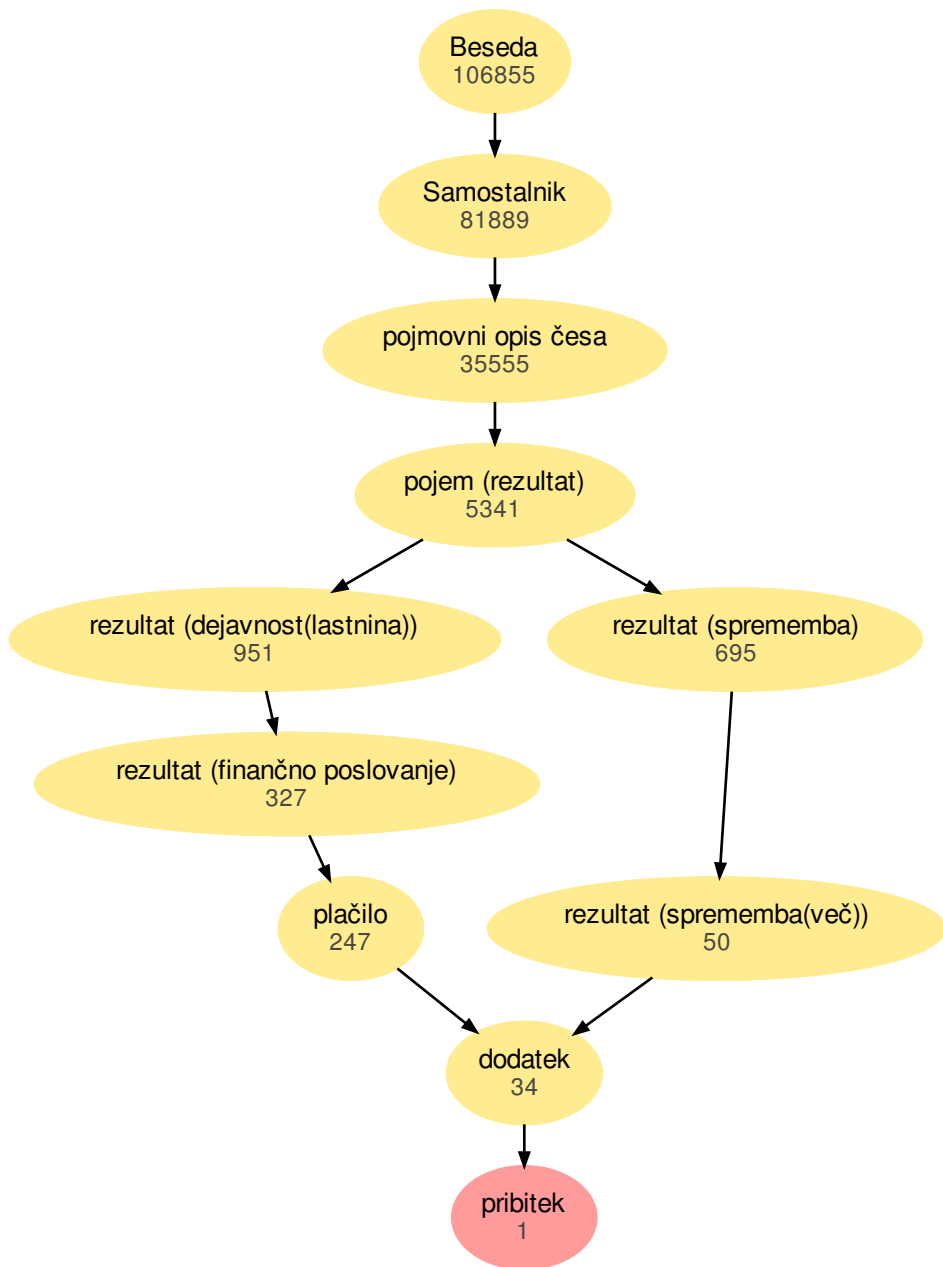 Beseda
106855
Samostalnik
81889
pojmovni opis česa
35555
pojem (rezultat)
5341
rezultat (dejavnost(lastnina))
951
rezultat (sprememba)
695
rezultat (finančno poslovanje)
327
plačilo
247
rezultat (sprememba(več))
50
dodatek
34
pribitek
1